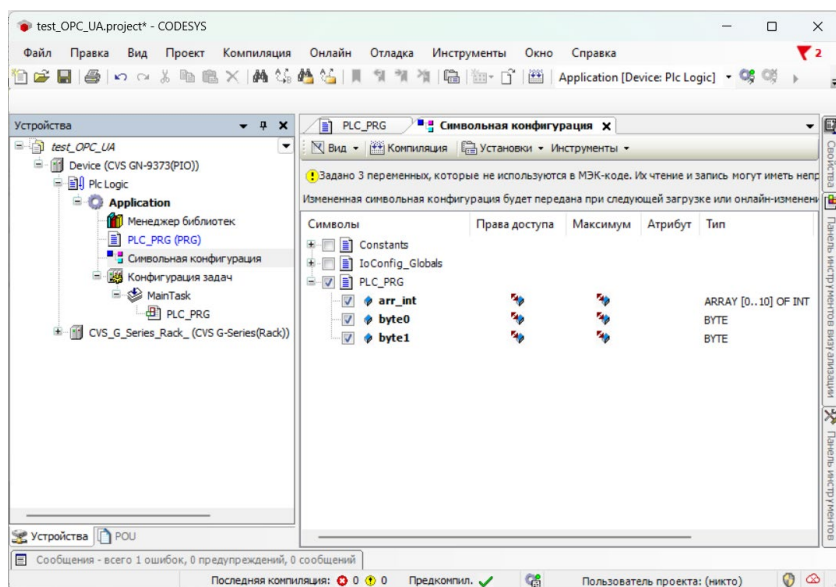 test_OPC_UA.project* - CODESYS
Файл Правка Вид Проект Компиляция Онлайн Отладка Инструменты Окно Справка
2
Application [Device: Plc Logic]
Устройства
test_OPC_UA
Device (CVS GN-9373(PIO))
Plc Logic
Application
Менеджер библиотек
PLC_PRG (PRG)
Символьная конфигурация
Конфигурация задач
MainTask
PLC_PRG
CVS_G_Series_Rack_ (CVS G-Series(Rack))
Устройства POU
PLC_PRG Символьная конфигурация
Вид Компиляция Установки Инструменты
Задано 3 переменных, которые не используются в МЭК-коде. Их чтение и запись могут иметь непр
Измененная символьная конфигурация будет передана при следующей загрузке или онлайн-изменени
Символы Права доступа Максимум Атрибут Тип
Constants
IoConfig_Globals
PLC_PRG
arr_int ARRAY [0..10] OF INT
byte0 BYTE
byte1 BYTE
Свойства
Панель инструментов визуализации
Панель инструментов
Сообщения - всего 1 ошибок, 0 предупреждений, 0 сообщений
Последняя компиляция: 0 0 Предкомпил. Пользователь проекта: (никто)